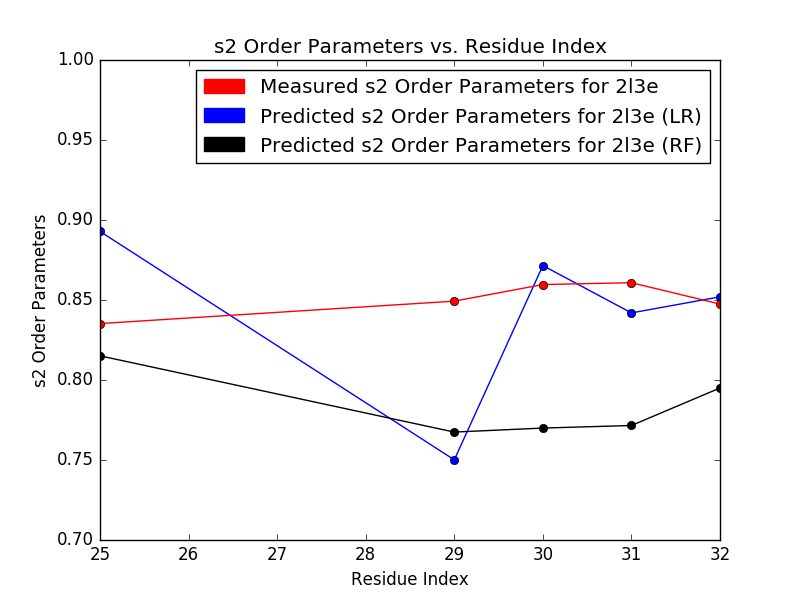 s2 Order Parameters vs. Residue Index
Measured s2 Order Parameters for 2l3e
Predicted s2 Order Parameters for 2l3e (LR)
Predicted s2 Order Parameters for 2l3e (RF)
1.00
0.95
0.90
0.85
0.80
0.75
0.70
s2 Order Parameters
25 26 27 28 29 30 31 32
Residue Index